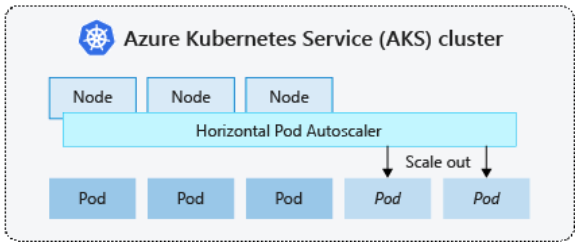 Azure Kubernetes Service (AKS) cluster
Node Node Node
Horizontal Pod Autoscaler
Scale out
Pod Pod Pod Pod Pod